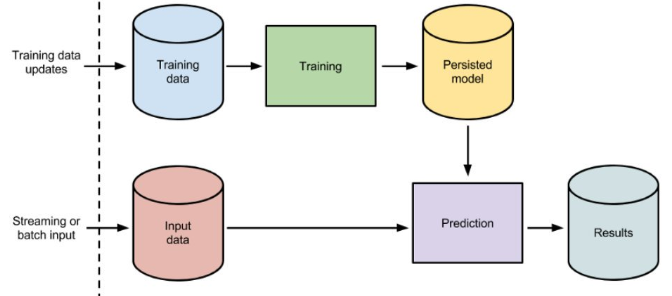 Training data
updates
Training
data
Training
Persisted
model
Streaming or
batch input
Input
data
Prediction
Results